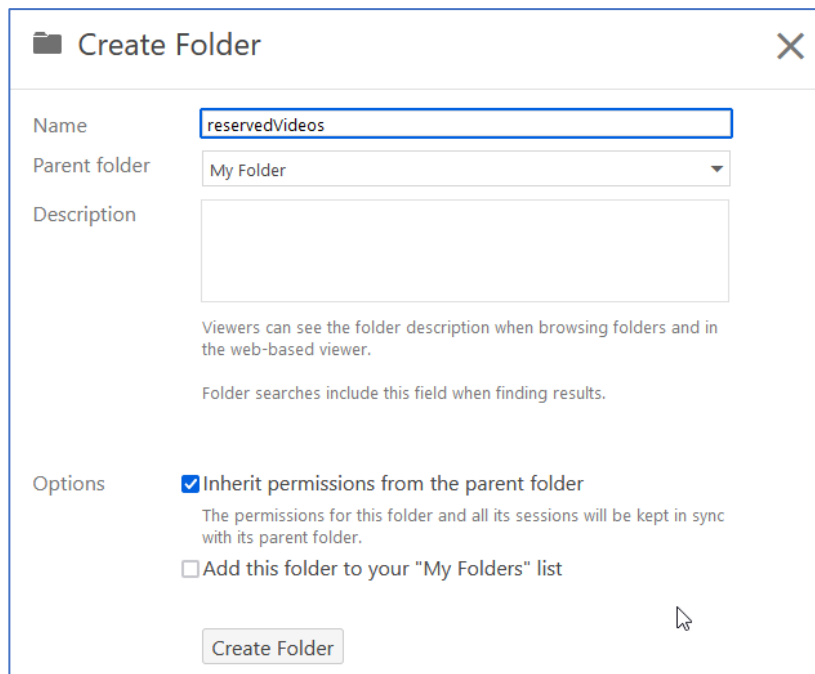 Create Folder
Name
reservedVideos
Parent folder
My Folder
Description
Viewers can see the folder description when browsing folders and in
the web-based viewer.
Folder searches include this field when finding results.
Options
Inherit permissions from the parent folder
The permissions for this folder and all its sessions will be kept in sync
with its parent folder.
Add this folder to your "My Folders" list
Create Folder